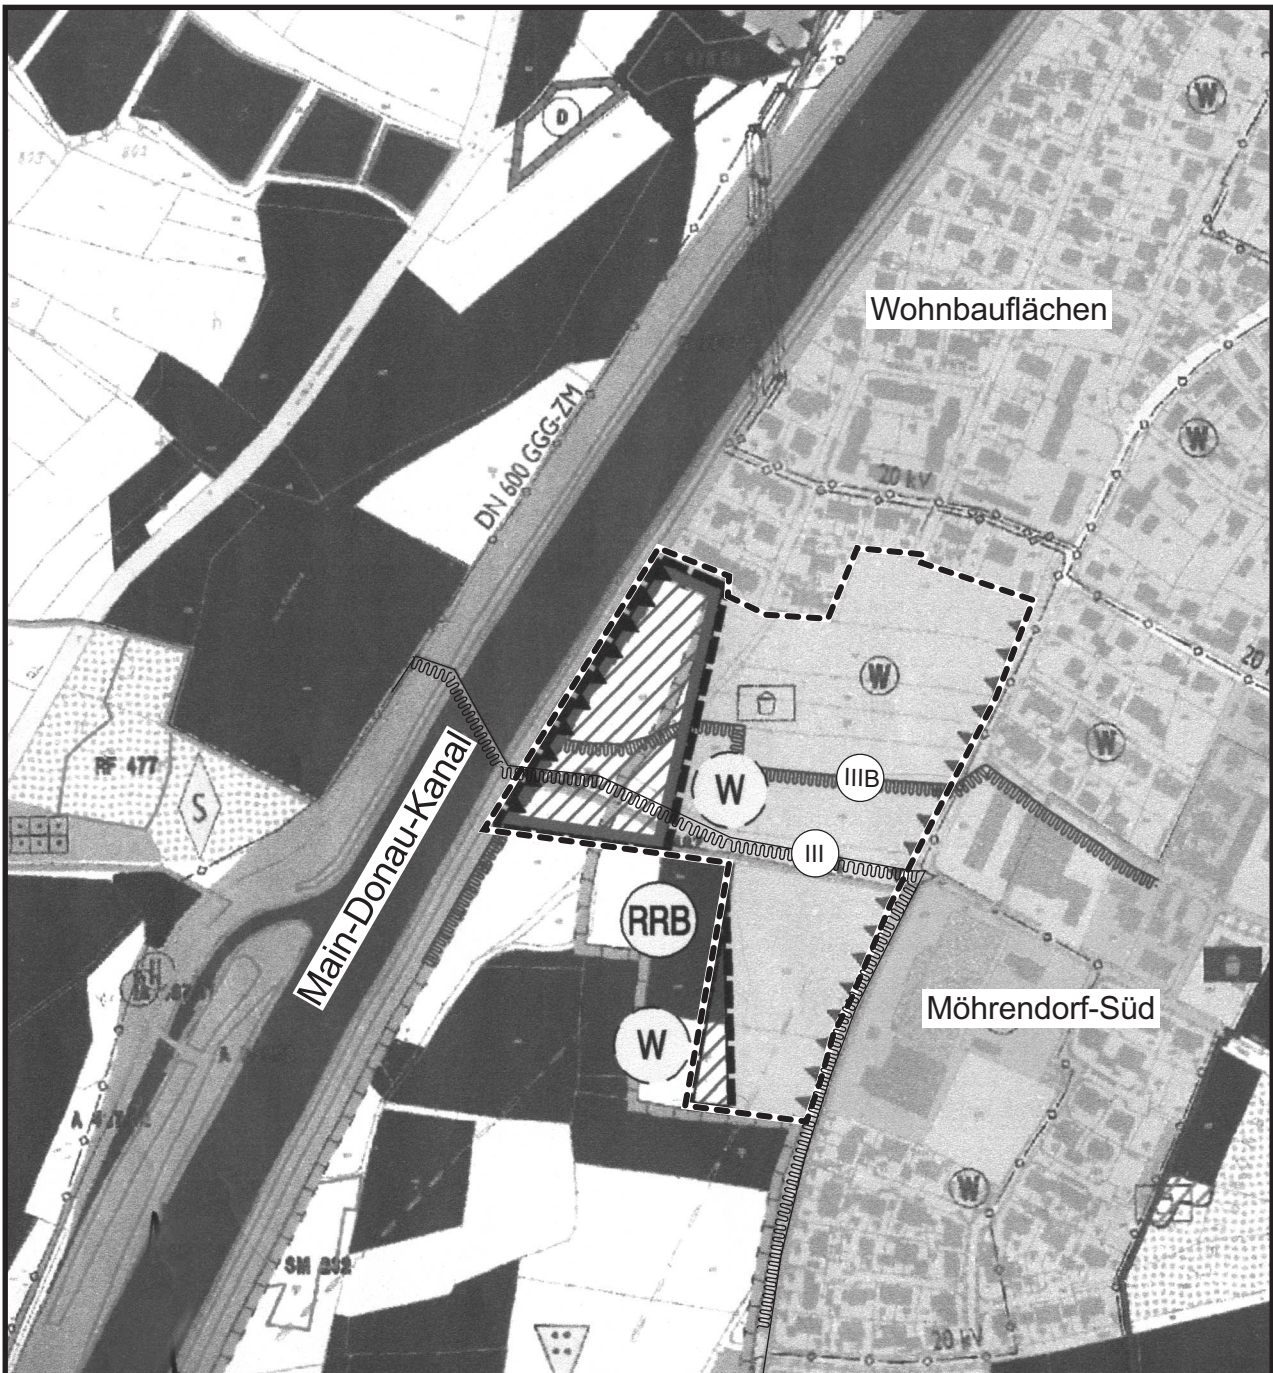 D
W
Wohnbauflächen
W
DN 600 GGG-ZM
20 kV
20
W
W
IIIB
W
III
RF 477
S
Main-Donau-Kanal
RRB
Möhrendorf-Süd
W
W
SM
20 kV